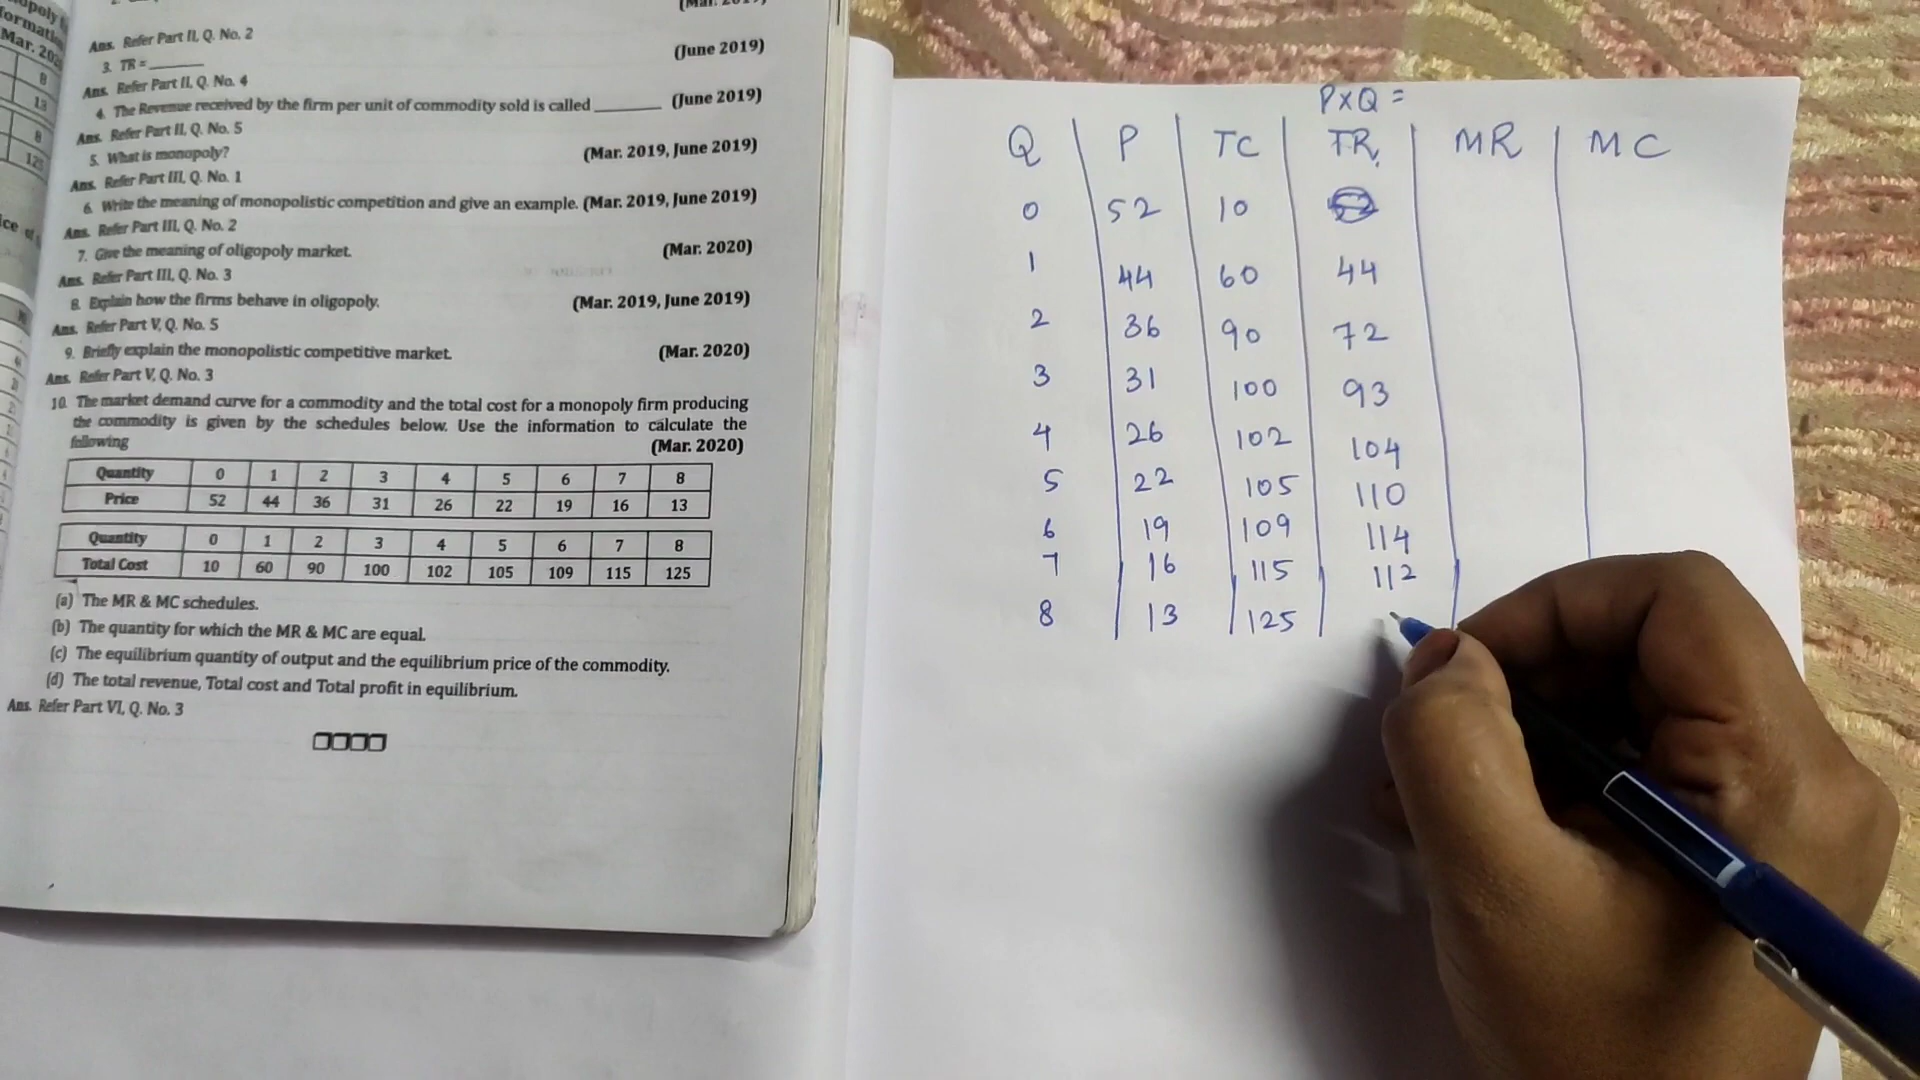 Mar. 202
8
13
8
125
(Mar. 2019)
Ans. Refer Part II, Q. No. 2
3. TR = ______ (June 2019)
Ans. Refer Part II, Q. No. 4
4. The Revenue received by the firm per unit of commodity sold is called ______ (June 2019)
Ans. Refer Part II, Q. No. 5
5. What is monopoly? (Mar. 2019, June 2019)
Ans. Refer Part III, Q. No. 1
6. Write the meaning of monopolistic competition and give an example. (Mar. 2019, June 2019)
Ans. Refer Part III, Q. No. 2
7. Give the meaning of oligopoly market. (Mar. 2020)
Ans. Refer Part III, Q. No. 3
8. Explain how the firms behave in oligopoly. (Mar. 2019, June 2019)
Ans. Refer Part V, Q. No. 5
9. Briefly explain the monopolistic competitive market. (Mar. 2020)
Ans. Refer Part V, Q. No. 3
10. The market demand curve for a commodity and the total cost for a monopoly firm producing
the commodity is given by the schedules below. Use the information to calculate the
following (Mar. 2020)
Quantity 0 1 2 3 4 5 6 7 8
Price 52 44 36 31 26 22 19 16 13
Quantity 0 1 2 3 4 5 6 7 8
Total Cost 10 60 90 100 102 105 109 115 125
(a) The MR & MC schedules.
(b) The quantity for which the MR & MC are equal.
(c) The equilibrium quantity of output and the equilibrium price of the commodity.
(d) The total revenue, Total cost and Total profit in equilibrium.
Ans. Refer Part VI, Q. No. 3
P×Q =
Q P TC TR MR MC
0 52 10
1 44 60 44
2 36 90 72
3 31 100 93
4 26 102 104
5 22 105 110
6 19 109 114
7 16 115 112
8 13 125